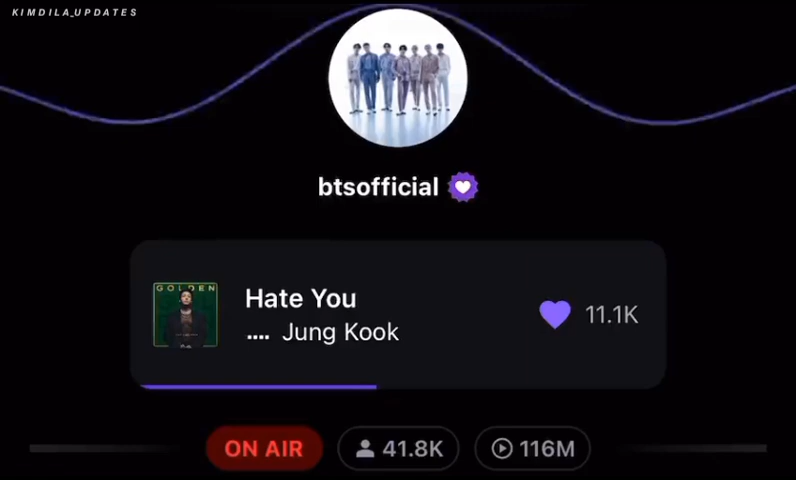 KIMDILA_UPDATES
btsofficial
GOLDEN
Hate You
.... Jung Kook
11.1K
ON AIR
41.8K
116M